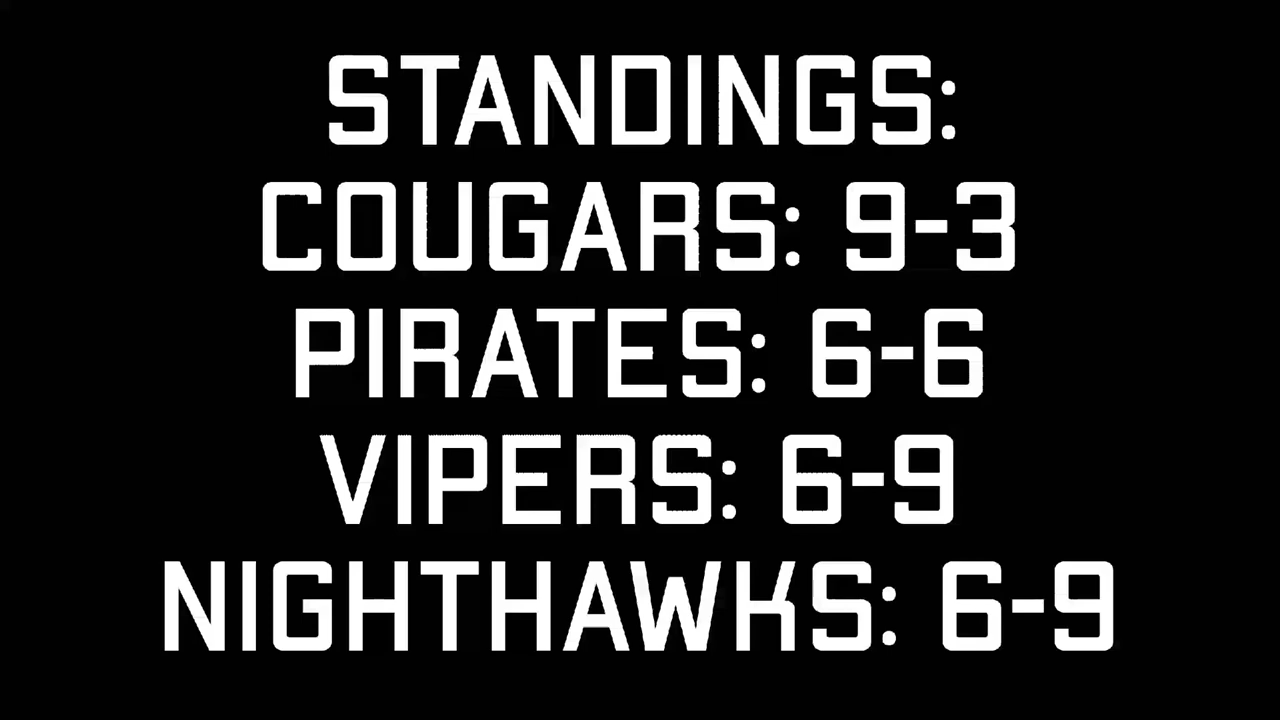 STANDINGS:
COUGARS: 9-3
PIRATES: 6-6
VIPERS: 6-9
NIGHTHAWKS: 6-9